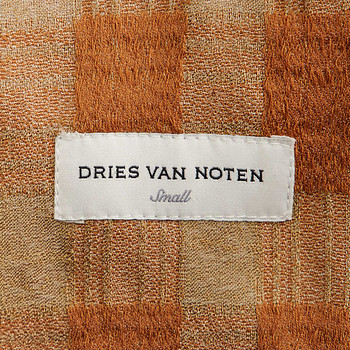 DRIES VAN NOTEN
Small